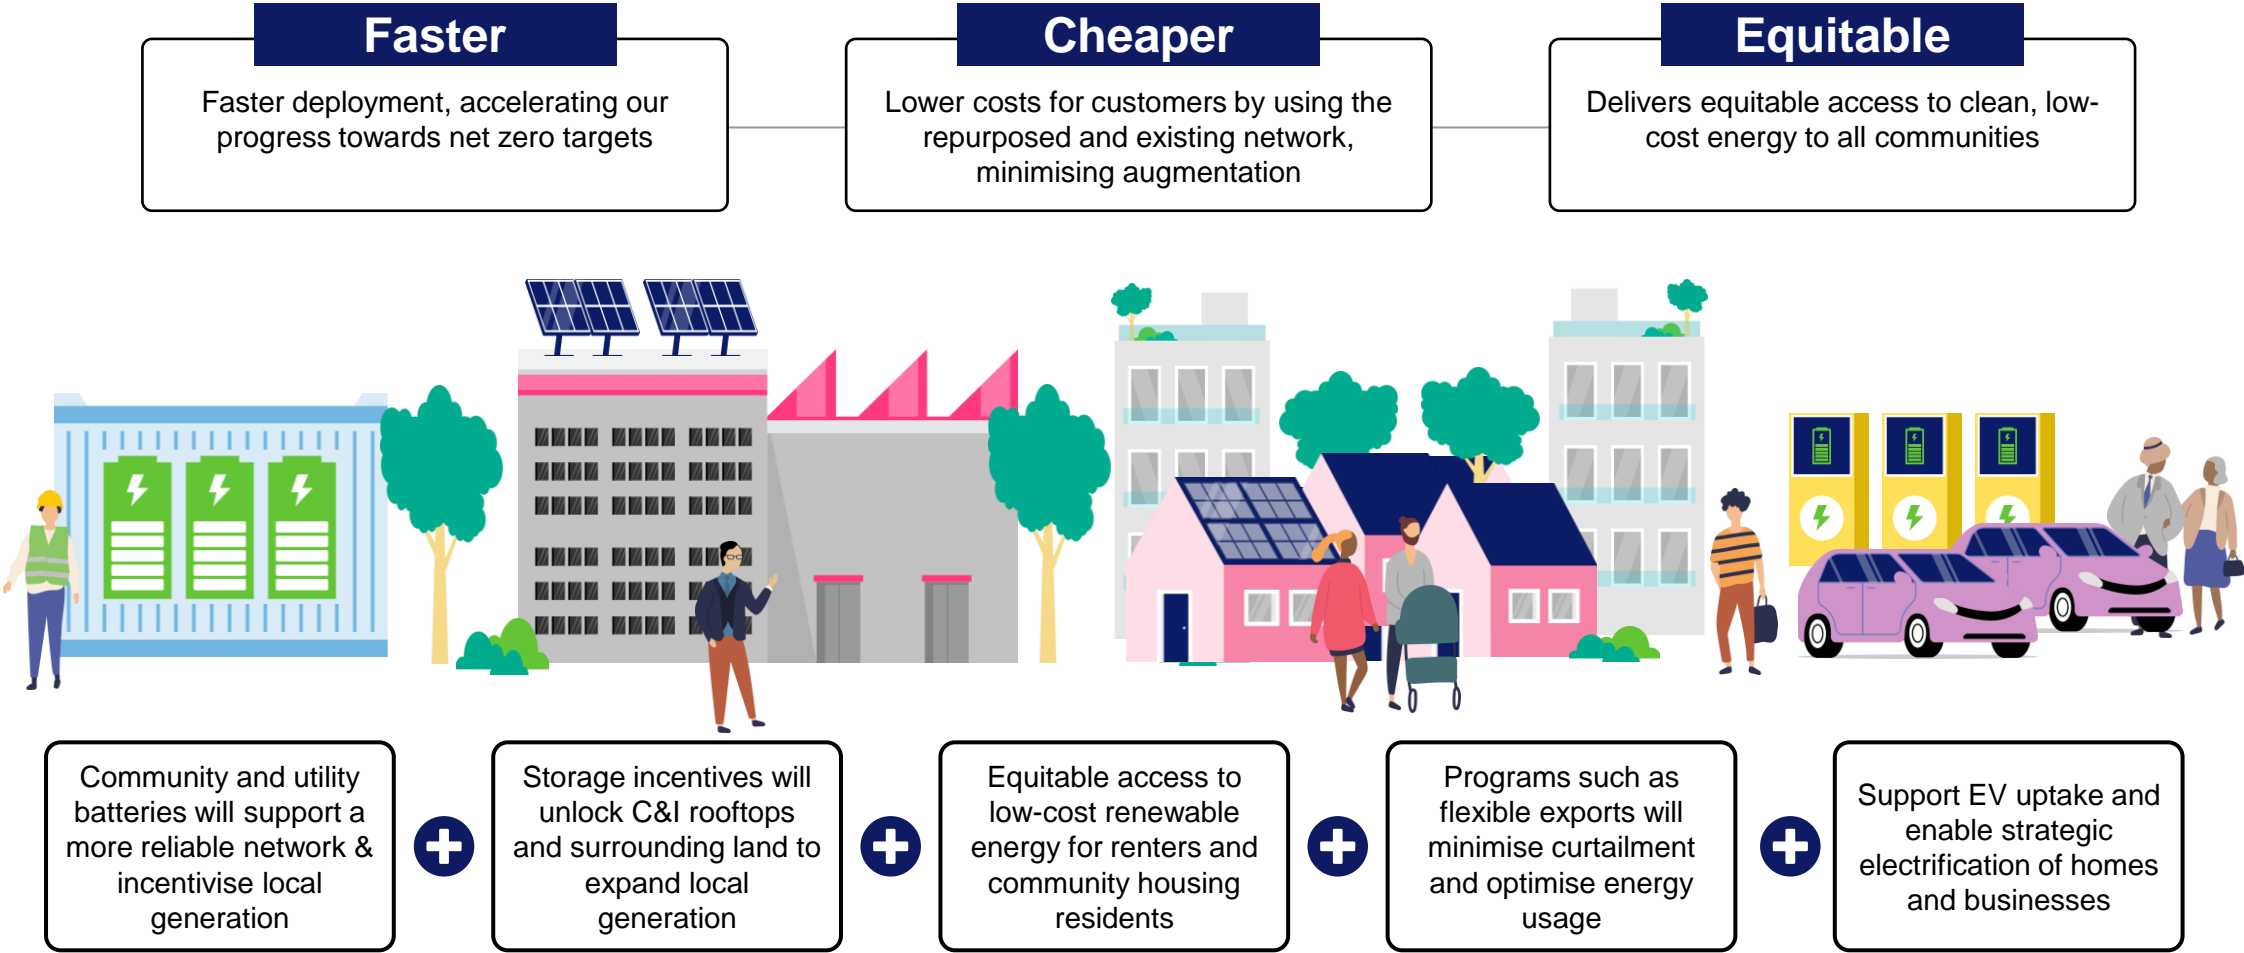 Faster
Faster deployment, accelerating our
progress towards net zero targets
Cheaper
Lower costs for customers by using the
repurposed and existing network,
minimising augmentation
Equitable
Delivers equitable access to clean, low-
cost energy to all communities
Community and utility
batteries will support a
more reliable network &
incentivise local
generation
Storage incentives will
unlock C&I rooftops
and surrounding land to
expand local
generation
Equitable access to
low-cost renewable
energy for renters and
community housing
residents
Programs such as
flexible exports will
minimise curtailment
and optimise energy
usage
Support EV uptake and
enable strategic
electrification of homes
and businesses